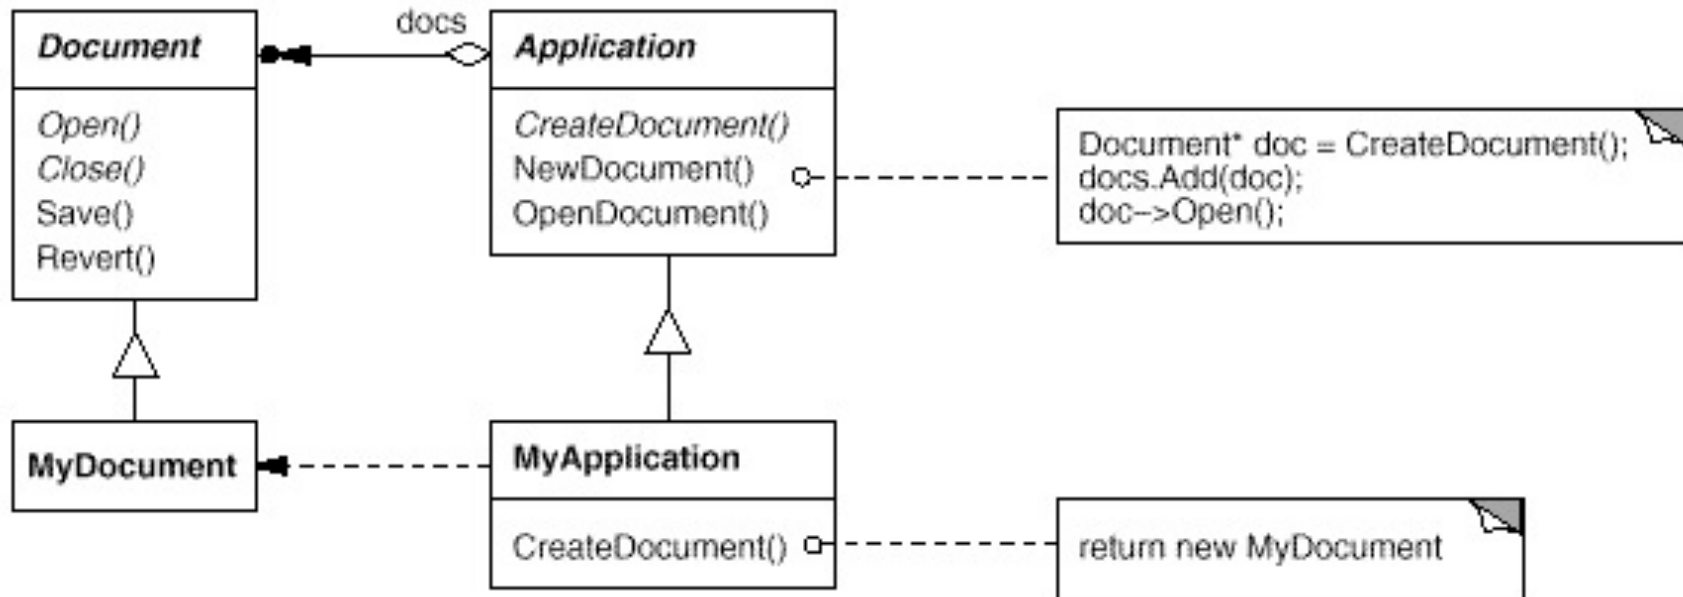 Document
Open()
Close()
Save()
Revert()
docs
Application
CreateDocument()
NewDocument()
OpenDocument()
Document* doc = CreateDocument();
docs.Add(doc);
doc–>Open();
MyDocument
MyApplication
CreateDocument()
return new MyDocument